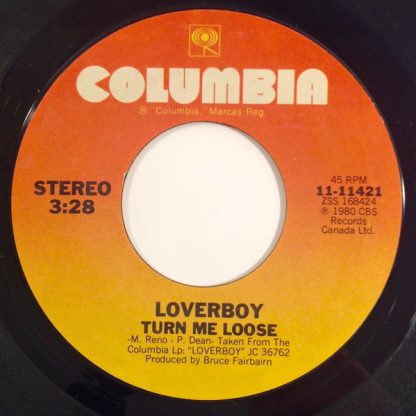 COLUMBIA
® "Columbia," Marcas Reg.
STEREO
3:28
45 RPM
11-11421
ZSS 168424
℗ 1980 CBS
Records
Canada Ltd.
LOVERBOY
TURN ME LOOSE
-M. Reno - P. Dean- Taken From The
Columbia Lp: "LOVERBOY" JC 36762
Produced by Bruce Fairbairn